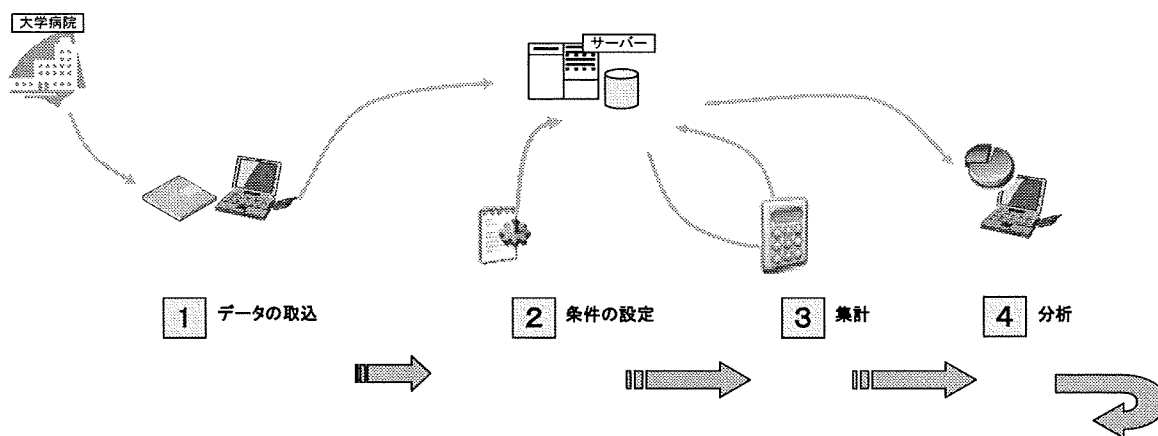 大学病院
サーバー
1 データの取込
2 条件の設定
3 集計
4 分析